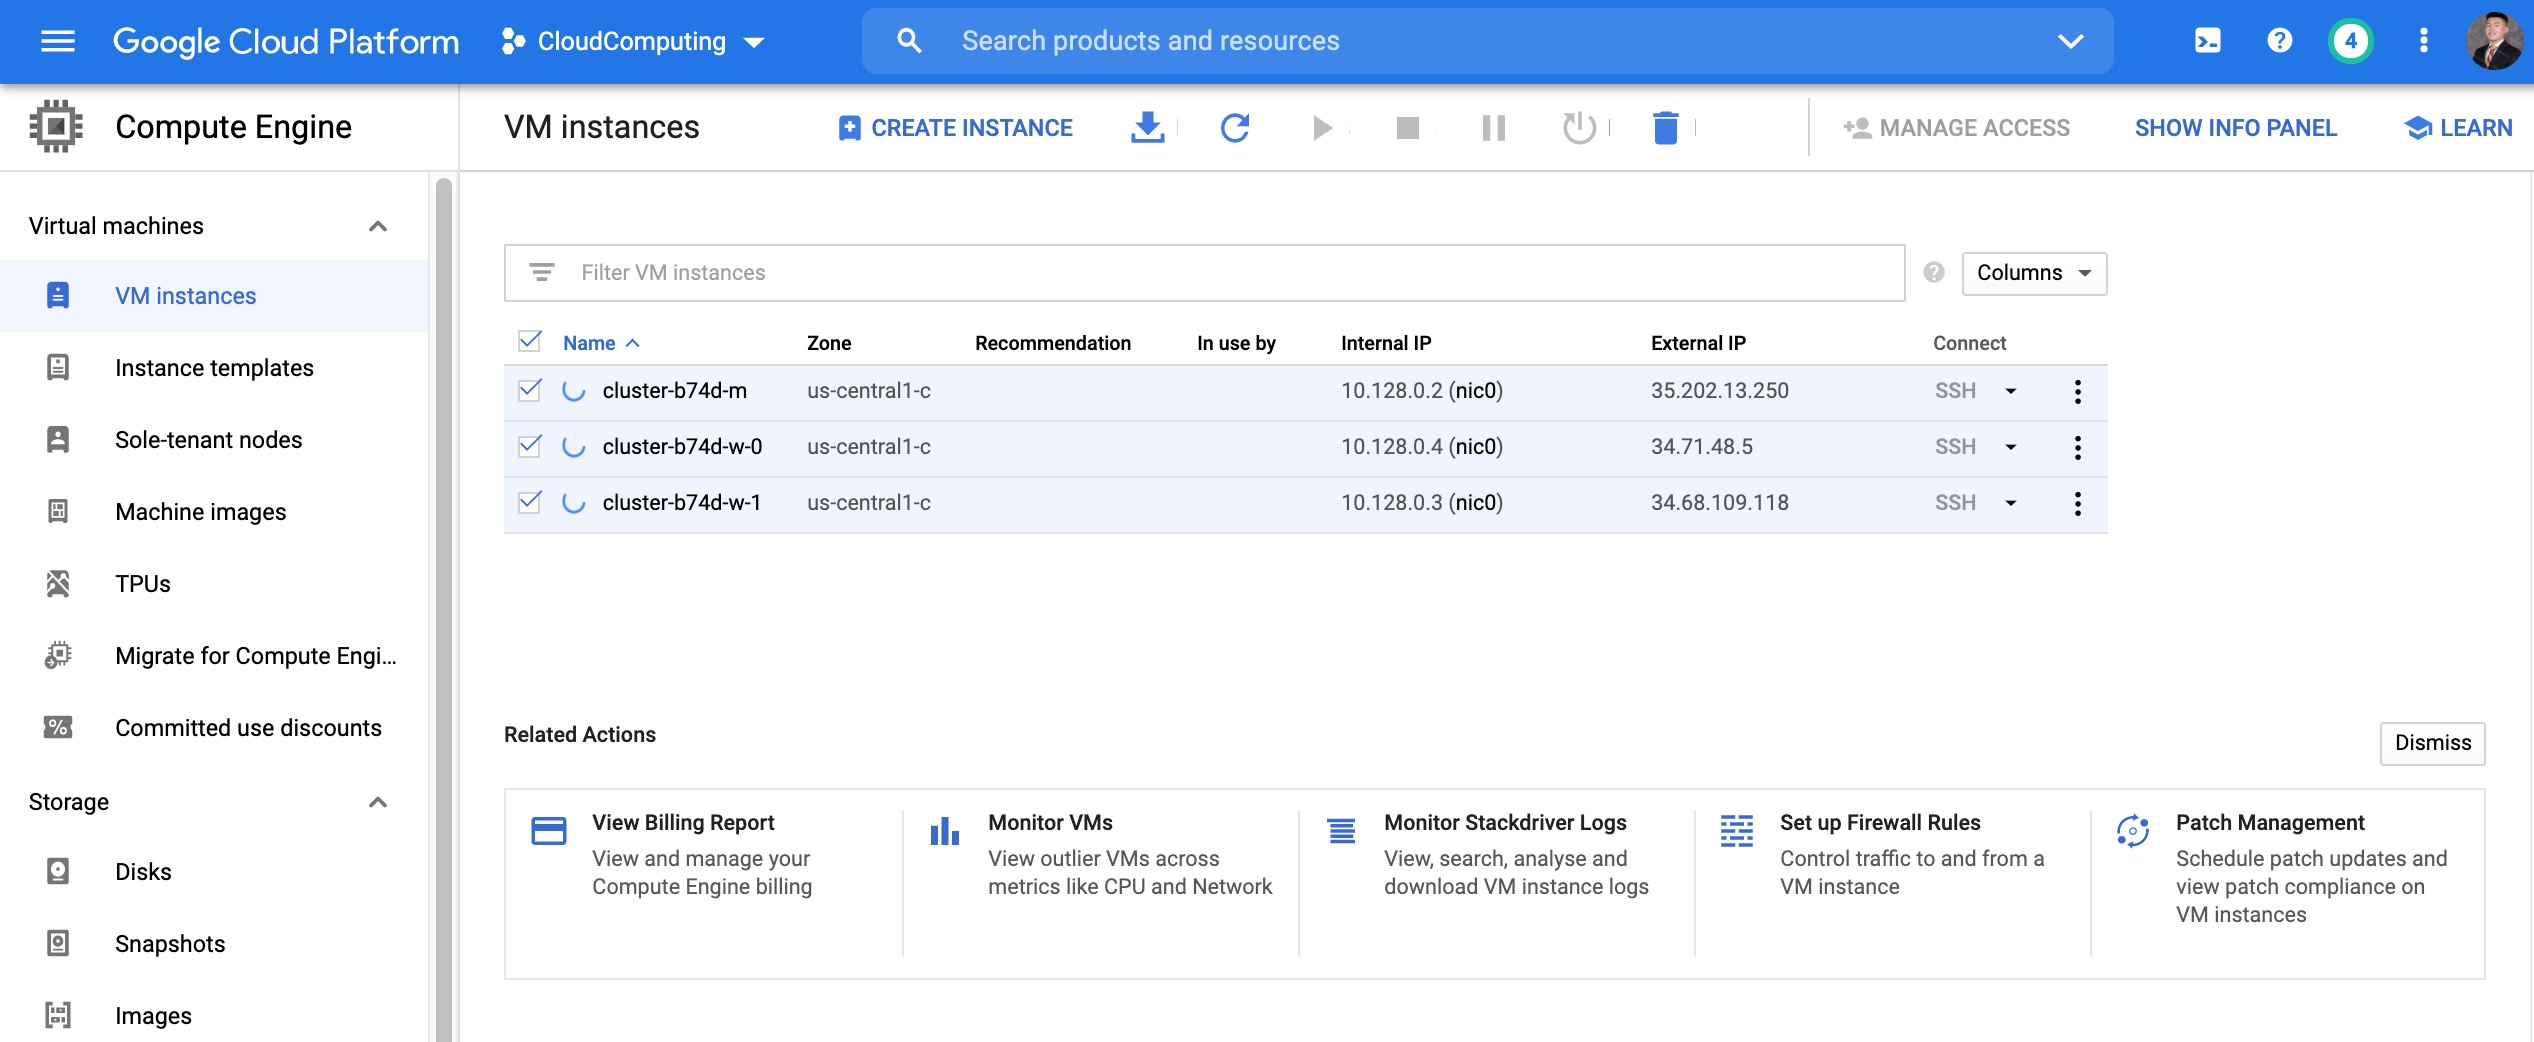 Google Cloud Platform
CloudComputing
Search products and resources
4
Compute Engine
VM instances
CREATE INSTANCE
MANAGE ACCESS
SHOW INFO PANEL
LEARN
Virtual machines
VM instances
Instance templates
Sole-tenant nodes
Machine images
TPUs
Migrate for Compute Engi...
Committed use discounts
Storage
Disks
Snapshots
Images
Filter VM instances
Columns
Name Zone Recommendation In use by Internal IP External IP Connect
cluster-b74d-m us-central1-c 10.128.0.2 (nic0) 35.202.13.250 SSH
cluster-b74d-w-0 us-central1-c 10.128.0.4 (nic0) 34.71.48.5 SSH
cluster-b74d-w-1 us-central1-c 10.128.0.3 (nic0) 34.68.109.118 SSH
Related Actions
Dismiss
View Billing Report
View and manage your
Compute Engine billing
Monitor VMs
View outlier VMs across
metrics like CPU and Network
Monitor Stackdriver Logs
View, search, analyse and
download VM instance logs
Set up Firewall Rules
Control traffic to and from a
VM instance
Patch Management
Schedule patch updates and
view patch compliance on
VM instances